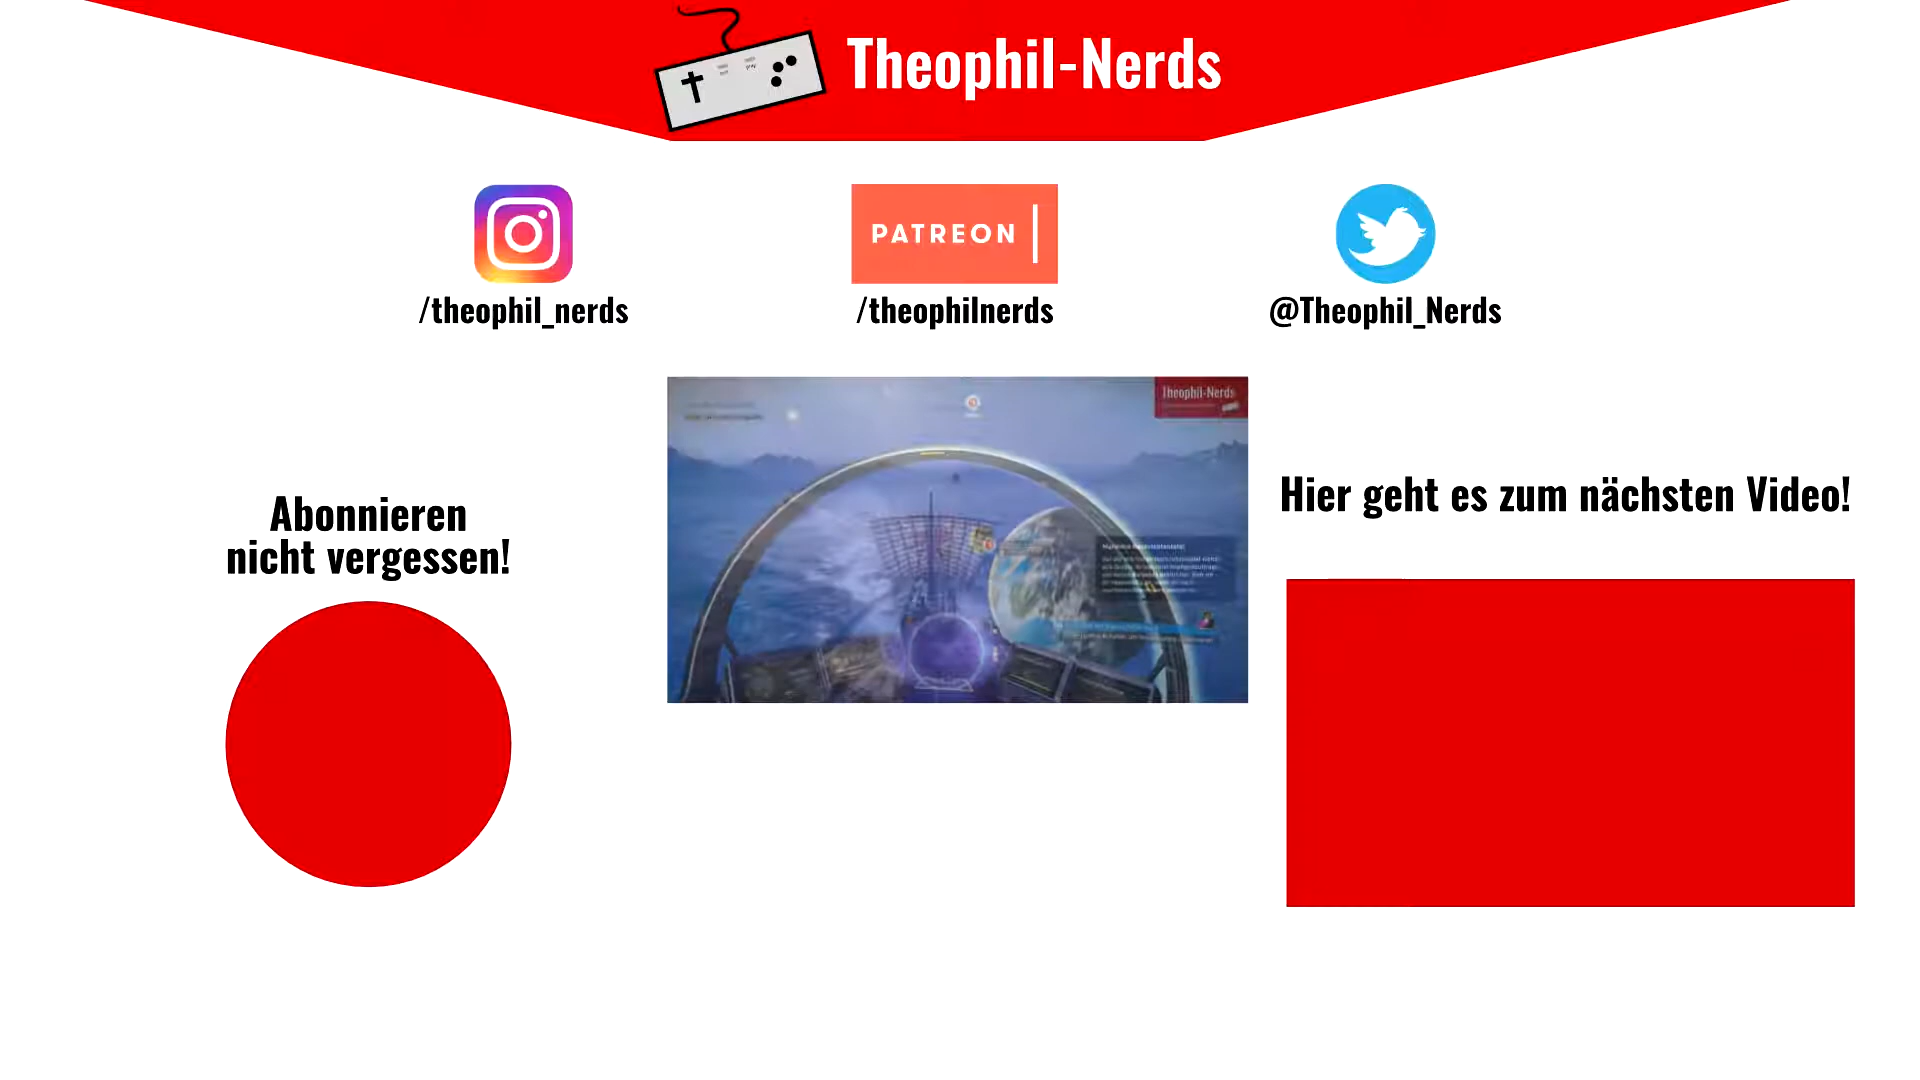 Theophil-Nerds
PATREON
/theophil_nerds
/theophilnerds
@Theophil_Nerds
Theophil-Nerds
Abonnieren
nicht vergessen!
Hier geht es zum nächsten Video!